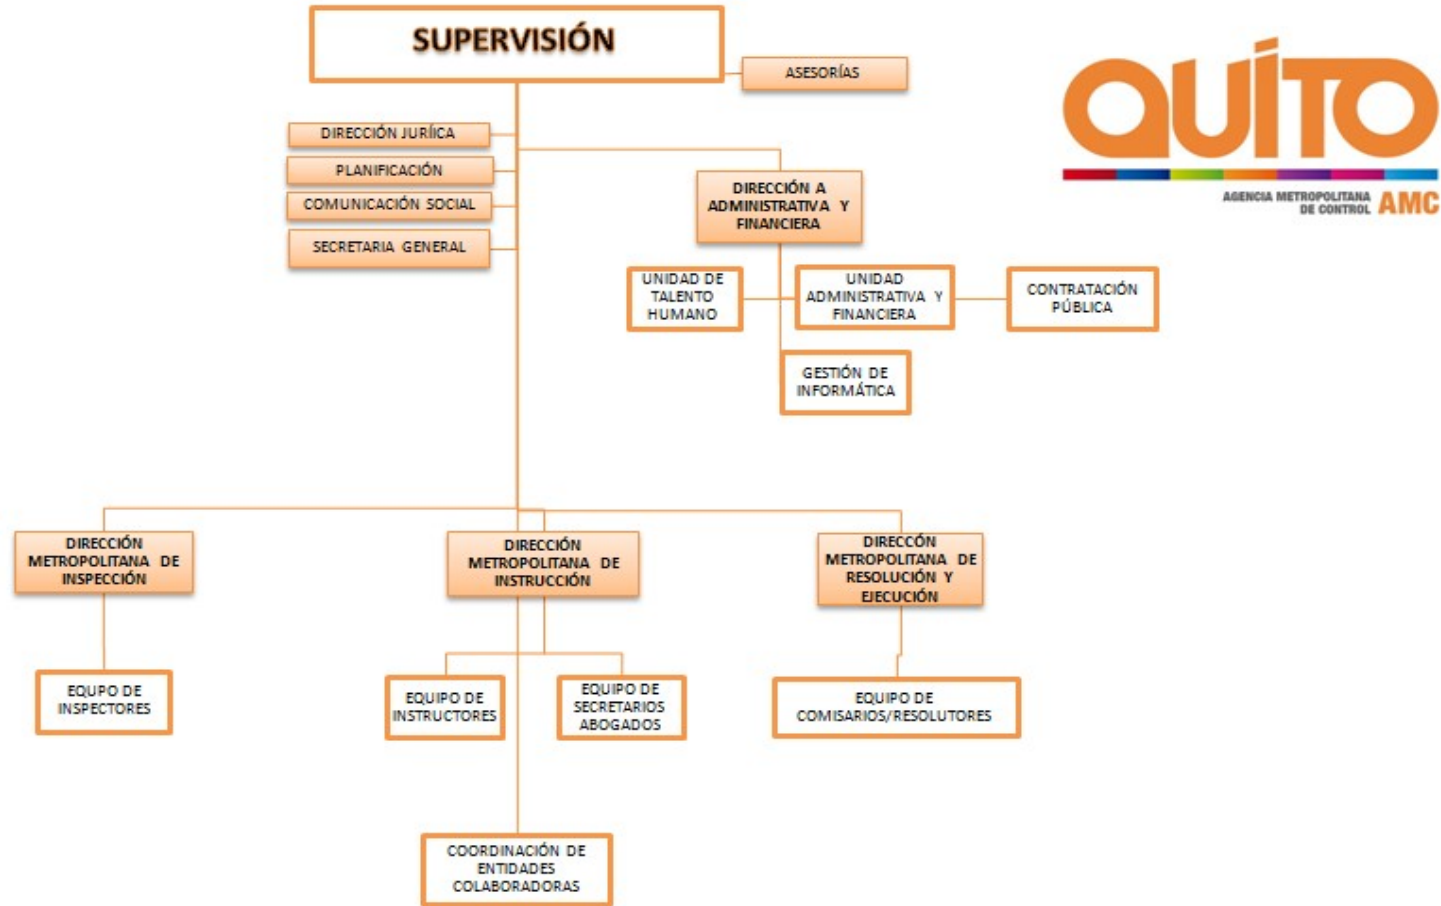 SUPERVISIÓN
ASESORÍAS
QUÍTO
AGENCIA METROPOLITANA
DE CONTROL AMC
DIRECCIÓN JURÍICA
PLANIFICACIÓN
COMUNICACIÓN SOCIAL
SECRETARIA GENERAL
DIRECCIÓN A
ADMINISTRATIVA Y
FINANCIERA
UNIDAD DE
TALENTO
HUMANO
UNIDAD
ADMINISTRATIVA Y
FINANCIERA
CONTRATACIÓN
PÚBLICA
GESTIÓN DE
INFORMÁTICA
DIRECCIÓN
METROPOLITANA DE
INSPECCIÓN
DIRECCIÓN
METROPOLITANA DE
INSTRUCCIÓN
DIRECCÓN
METROPOLITANA DE
RESOLUCIÓN Y
EJECUCIÓN
EQUPO DE
INSPECTORES
EQUIPO DE
INSTRUCTORES
EQUIPO DE
SECRETARIOS
ABOGADOS
EQUIPO DE
COMISARIOS/RESOLUTORES
COORDINACIÓN DE
ENTIDADES
COLABORADORAS